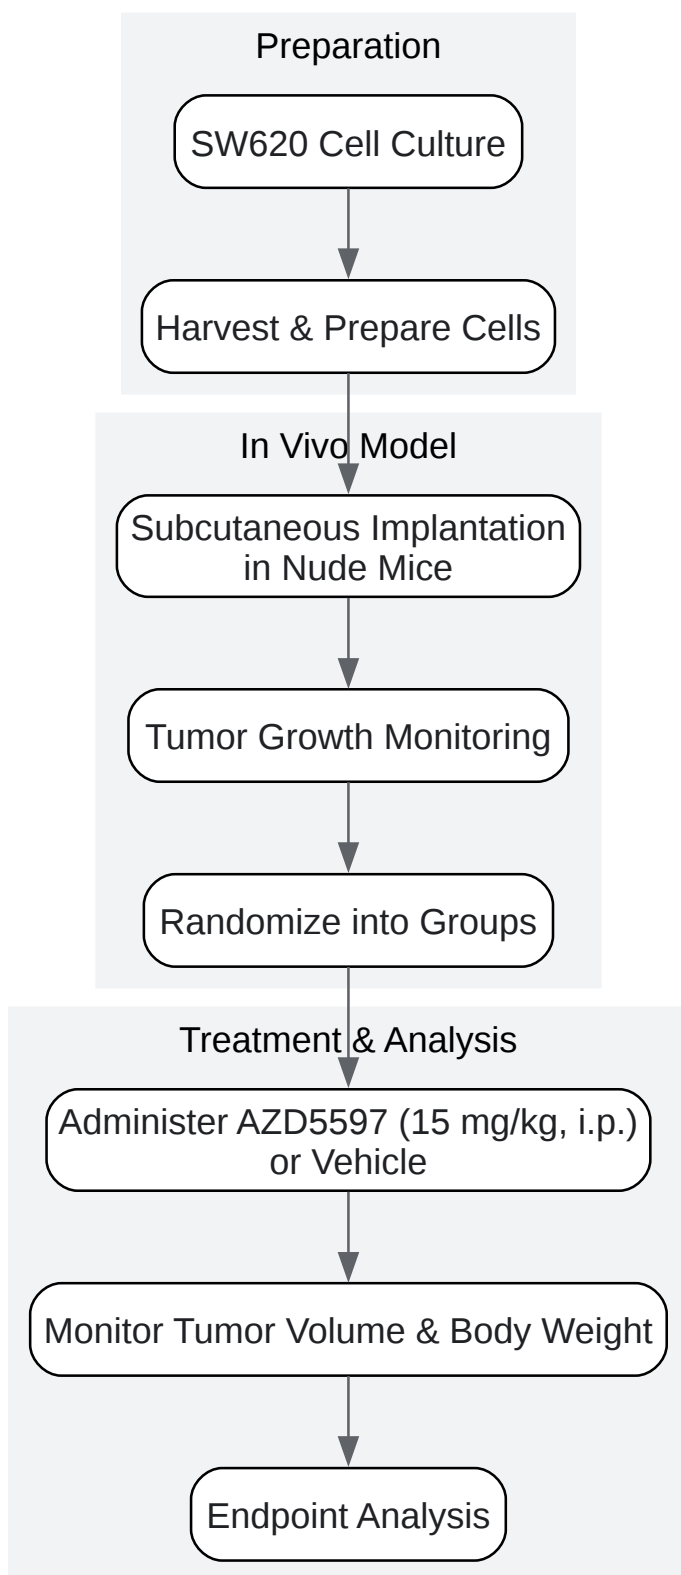 Preparation
SW620 Cell Culture
Harvest & Prepare Cells
In Vivo Model
Subcutaneous Implantation
in Nude Mice
Tumor Growth Monitoring
Randomize into Groups
Treatment & Analysis
Administer AZD5597 (15 mg/kg, i.p.)
or Vehicle
Monitor Tumor Volume & Body Weight
Endpoint Analysis